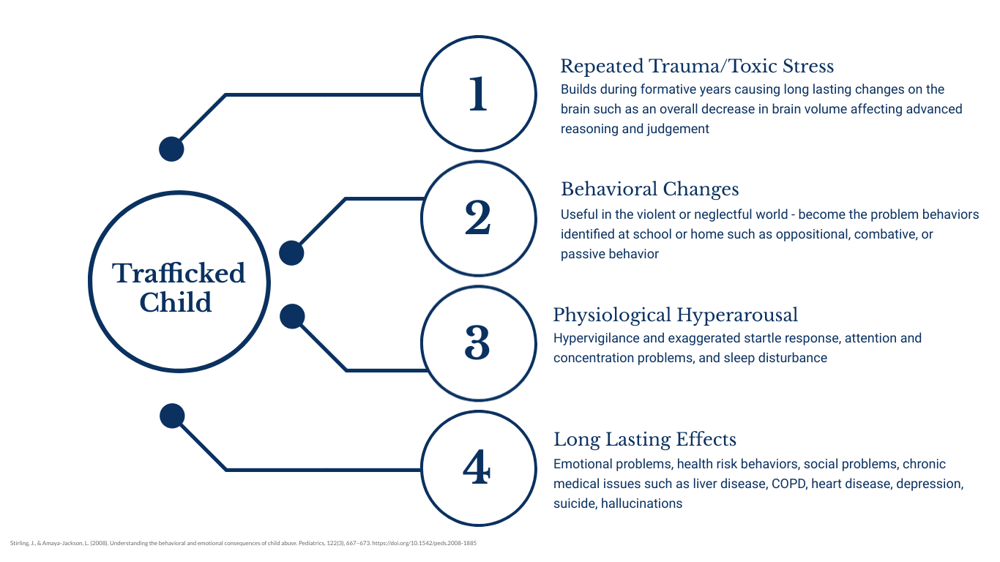 Trafficked
Child
1
Repeated Trauma/Toxic Stress
Builds during formative years causing long lasting changes on the
brain such as an overall decrease in brain volume affecting advanced
reasoning and judgement
2
Behavioral Changes
Useful in the violent or neglectful world - become the problem behaviors
identified at school or home such as oppositional, combative, or
passive behavior
3
Physiological Hyperarousal
Hypervigilance and exaggerated startle response, attention and
concentration problems, and sleep disturbance
4
Long Lasting Effects
Emotional problems, health risk behaviors, social problems, chronic
medical issues such as liver disease, COPD, heart disease, depression,
suicide, hallucinations
Stirling, J., & Amaya-Jackson, L. (2008). Understanding the behavioral and emotional consequences of child abuse. Pediatrics, 122(3), 667–673. https://doi.org/10.1542/peds.2008-1885